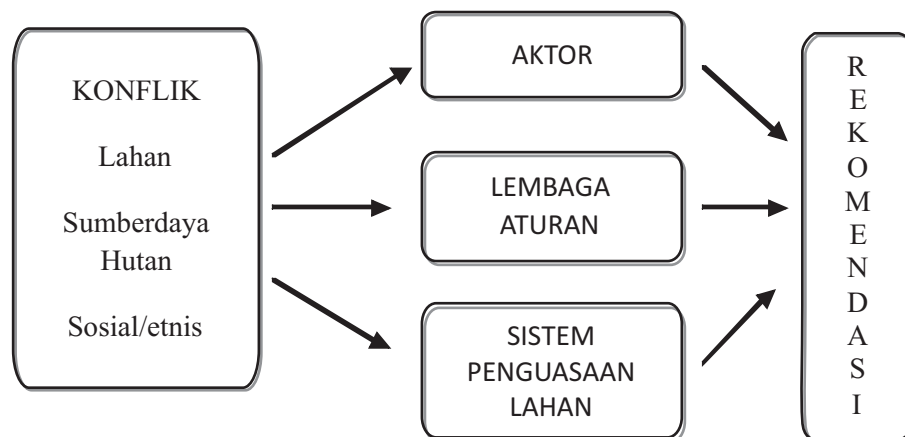 KONFLIK
Lahan
Sumberdaya
Hutan
Sosial/etnis
AKTOR
LEMBAGA
ATURAN
SISTEM
PENGUASAAN
LAHAN
R
E
K
O
M
E
N
D
A
S
I